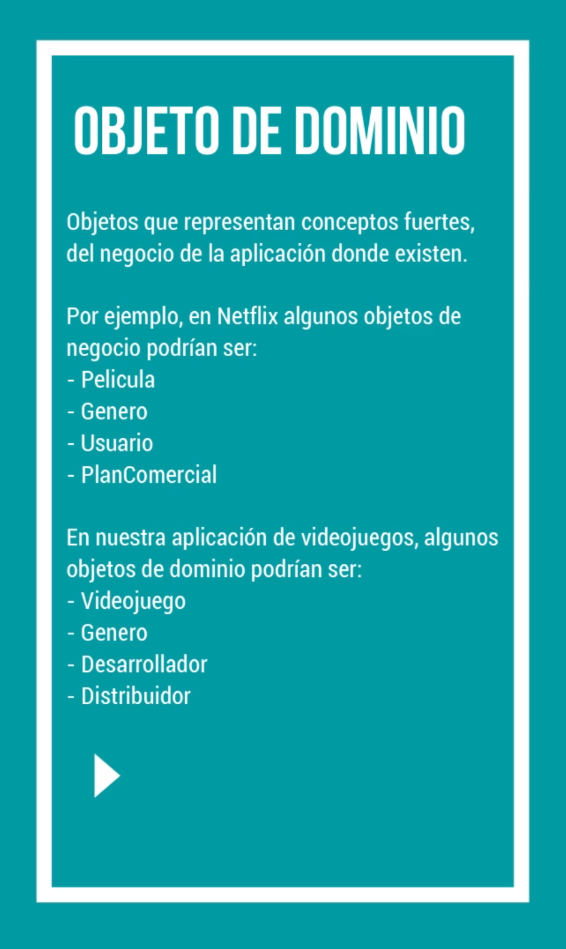 OBJETO DE DOMINIO
Objetos que representan conceptos fuertes,
del negocio de la aplicación donde existen.
Por ejemplo, en Netflix algunos objetos de
negocio podrían ser:
- Pelicula
- Genero
- Usuario
- PlanComercial
En nuestra aplicación de videojuegos, algunos
objetos de dominio podrían ser:
- Videojuego
- Genero
- Desarrollador
- Distribuidor